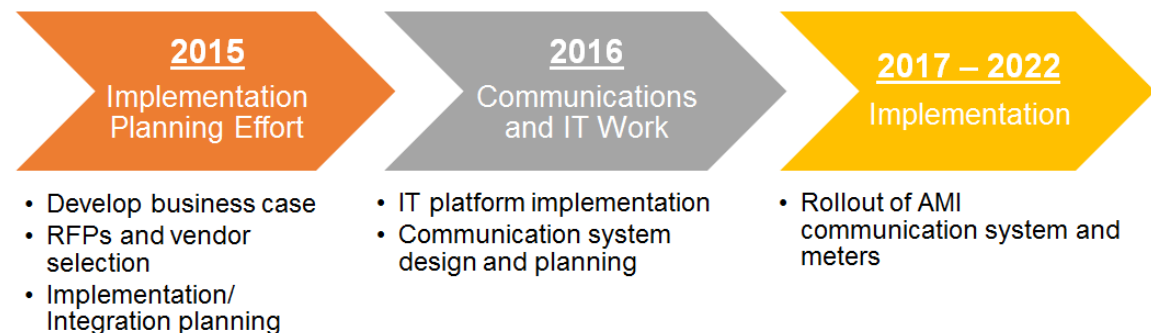 2015
Implementation
Planning Effort
• Develop business case
• RFPs and vendor
selection
• Implementation/
Integration planning
2016
Communications
and IT Work
• IT platform implementation
• Communication system
design and planning
2017 – 2022
Implementation
• Rollout of AMI
communication system and
meters